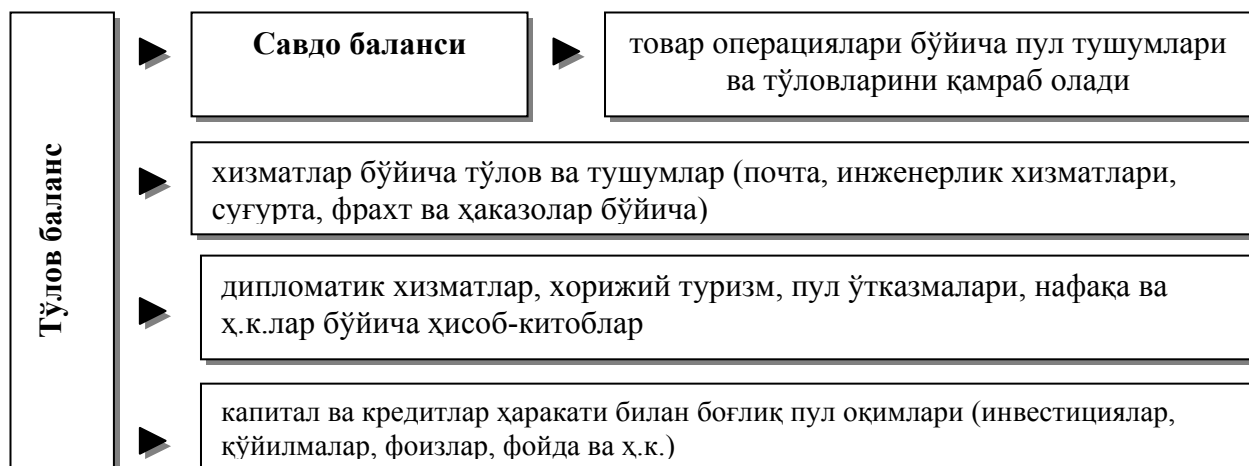 Тўлов баланс
Савдо баланси
товар операциялари бўйича пул тушумлари
ва тўловларини қамраб олади
хизматлар бўйича тўлов ва тушумлар (почта, инженерлик хизматлари,
суғурта, фрахт ва ҳаказолар бўйича)
дипломатик хизматлар, хорижий туризм, пул ўтказмалари, нафақа ва
ҳ.к.лар бўйича ҳисоб-китоблар
капитал ва кредитлар ҳаракати билан боғлиқ пул оқимлари (инвестициялар,
қўйилмалар, фоизлар, фойда ва ҳ.к.)